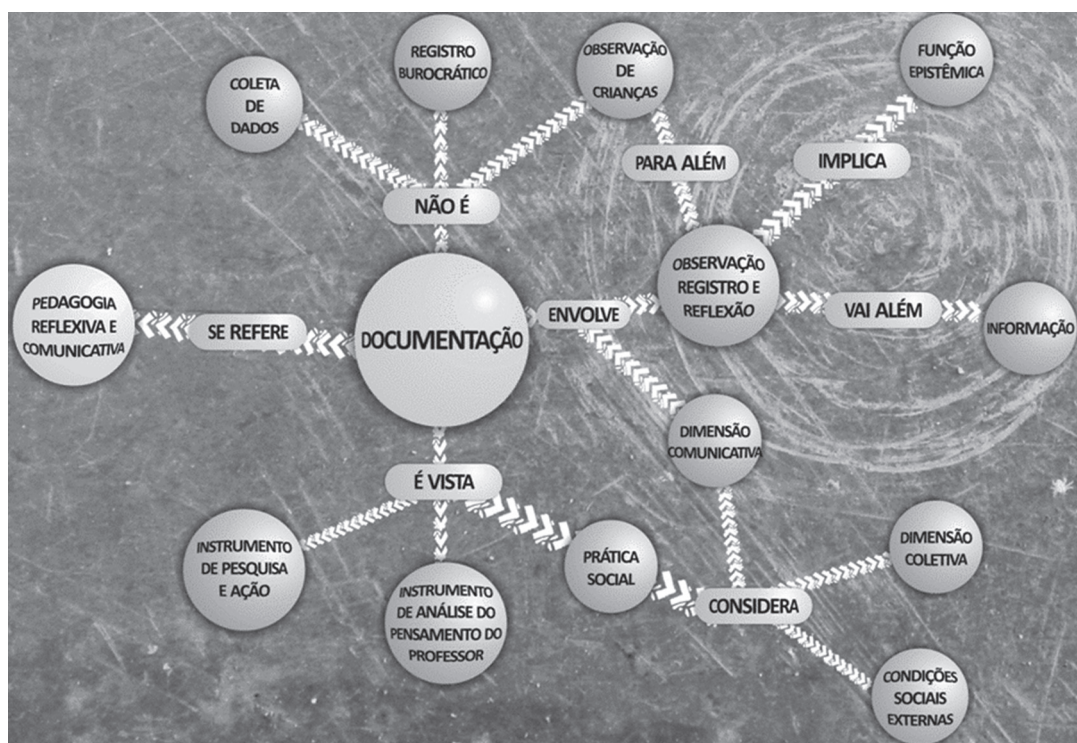 COLETA
DE
DADOS
REGISTRO
BUROCRÁTICO
OBSERVAÇÃO
DE
CRIANÇAS
FUNÇÃO
EPISTÊMICA
NÃO É
PARA ALÉM
IMPLICA
PEDAGOGIA
REFLEXIVA E
COMUNICATIVA
SE REFERE
DOCUMENTAÇÃO
ENVOLVE
OBSERVAÇÃO
REGISTRO E
REFLEXÃO
VAI ALÉM
INFORMAÇÃO
DIMENSÃO
COMUNICATIVA
É VISTA
INSTRUMENTO
DE PESQUISA
E AÇÃO
INSTRUMENTO
DE ANÁLISE DO
PENSAMENTO DO
PROFESSOR
PRÁTICA
SOCIAL
CONSIDERA
DIMENSÃO
COLETIVA
CONDIÇÕES
SOCIAIS
EXTERNAS